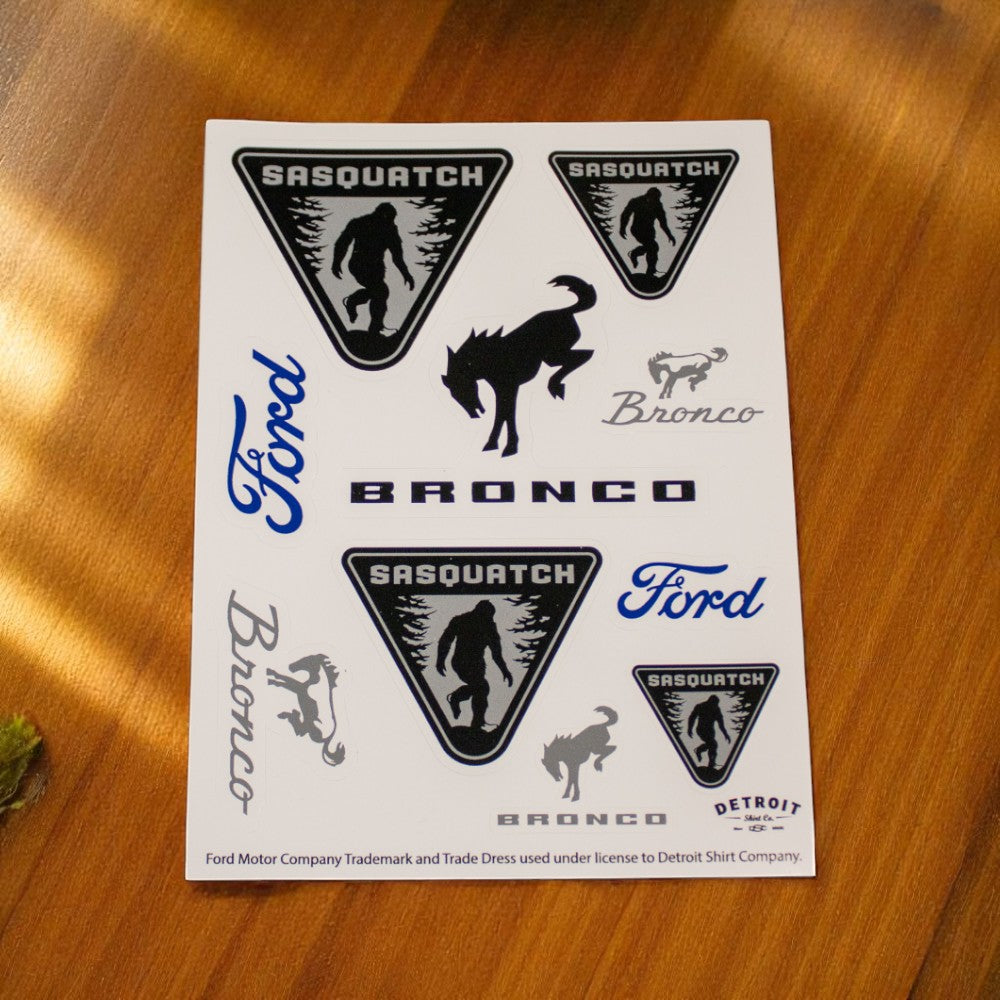 SASQUATCH
SASQUATCH
Ford
Bronco
BRONCO
SASQUATCH
Ford
Bronco
SASQUATCH
BRONCO
DETROIT
Shirt Co.
Ford Motor Company Trademark and Trade Dress used under license to Detroit Shirt Company.